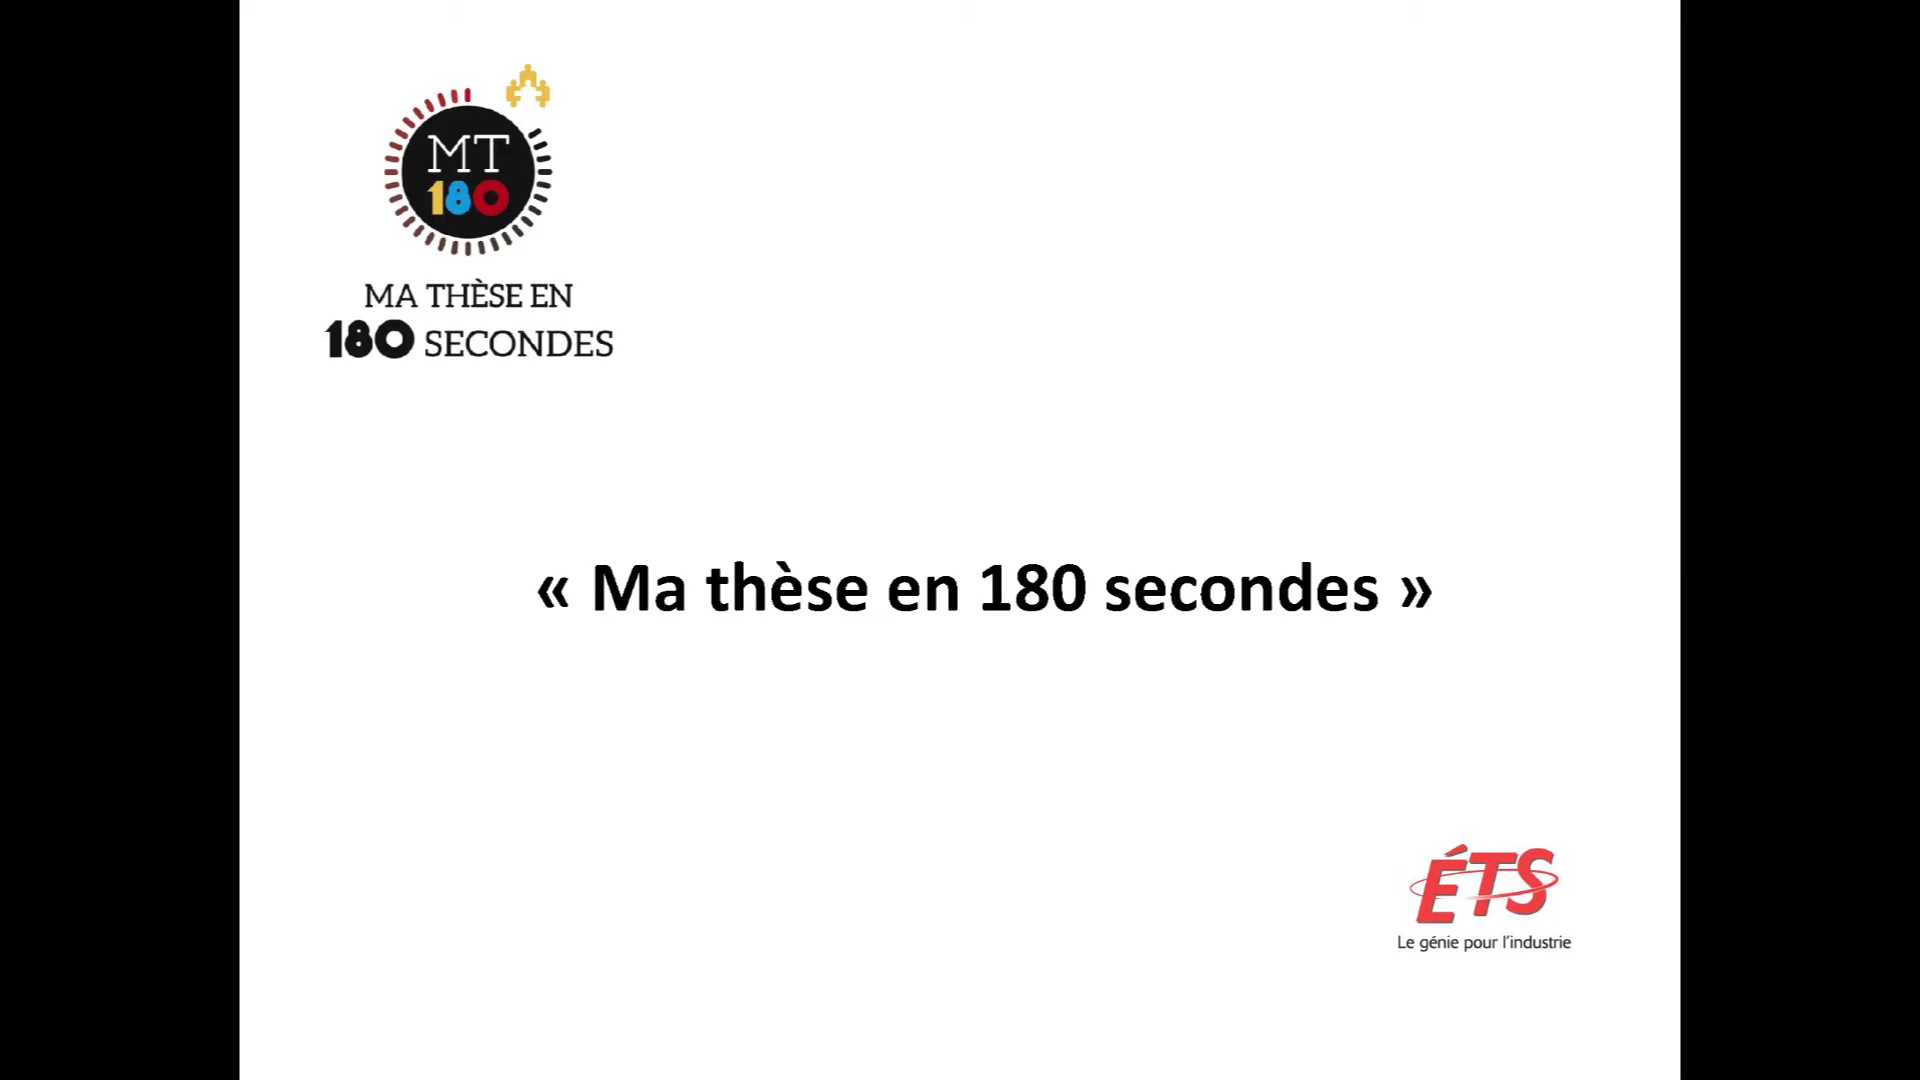 MT
180
MA THÈSE EN
180 SECONDES
« Ma thèse en 180 secondes »
ÉTS
Le génie pour l'industrie